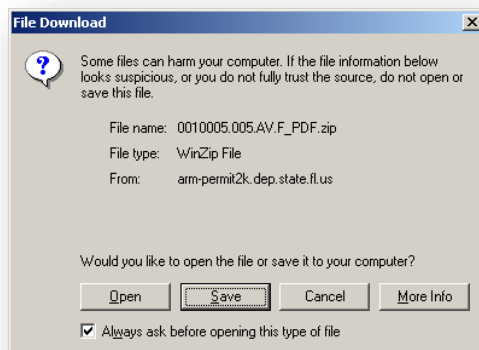 File Download
Some files can harm your computer. If the file information below
looks suspicious, or you do not fully trust the source, do not open or
save this file.
File name: 0010005.005.AV.F_PDF.zip
File type: WinZip File
From: arm-permit2k.dep.state.fl.us
Would you like to open the file or save it to your computer?
Open Save Cancel More Info
Always ask before opening this type of file